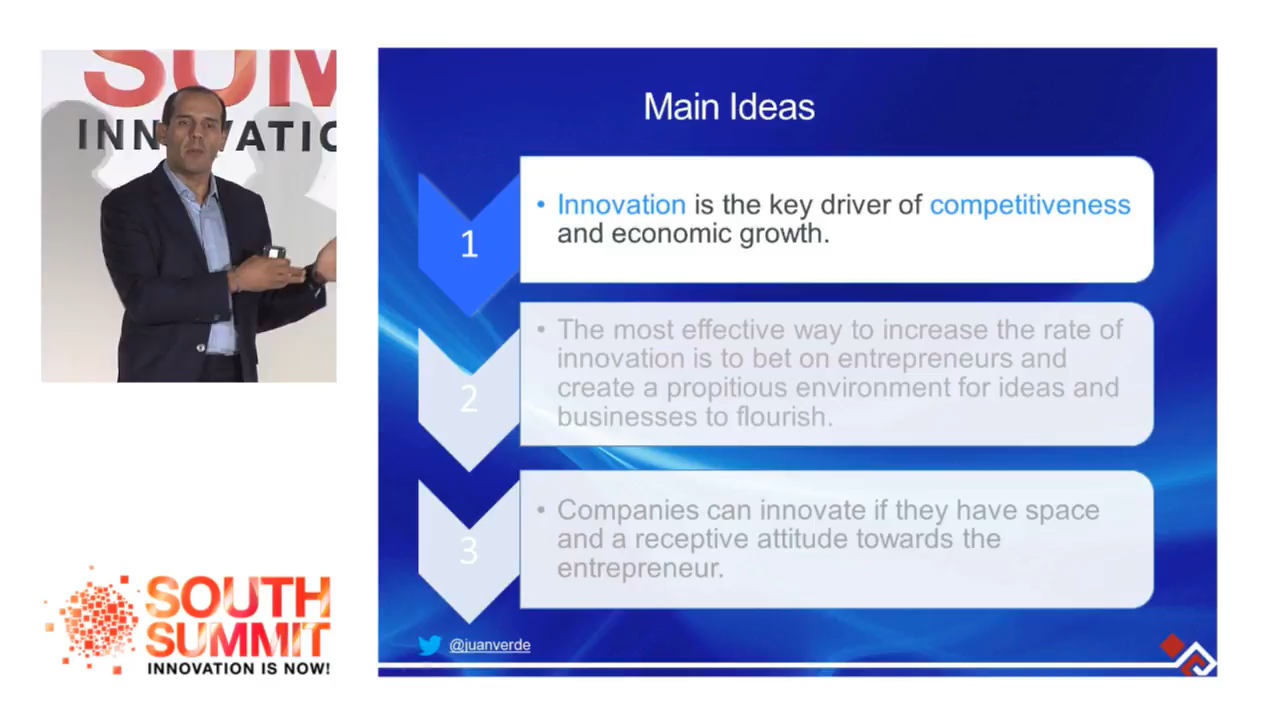 SUM
INNOVATIO
SOUTH
SUMMIT
INNOVATION IS NOW!
Main Ideas
1
• Innovation is the key driver of competitiveness
and economic growth.
2
• The most effective way to increase the rate of
innovation is to bet on entrepreneurs and
create a propitious environment for ideas and
businesses to flourish.
3
• Companies can innovate if they have space
and a receptive attitude towards the
entrepreneur.
@juanverde